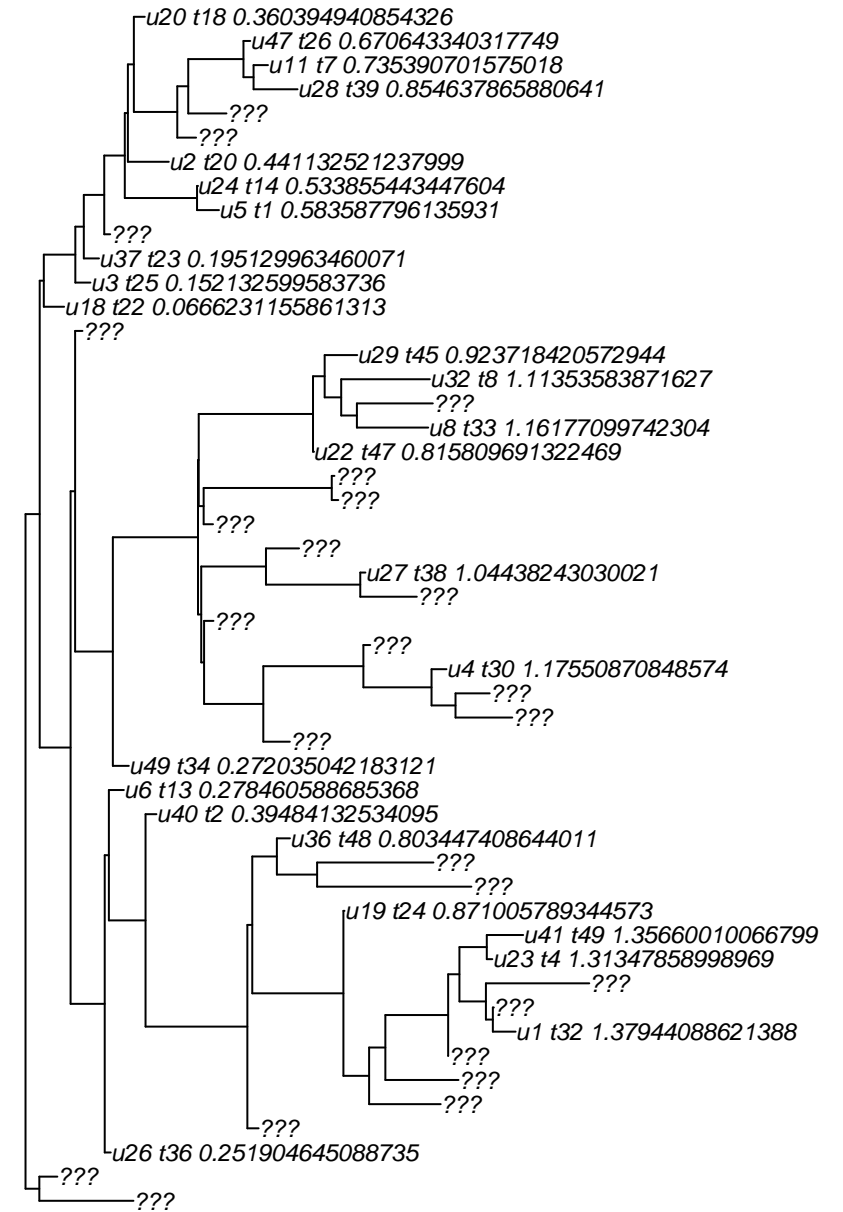 u20 t18 0.360394940854326
u47 t26 0.670643340317749
u11 t7 0.735390701575018
u28 t39 0.854637865880641
???
???
u2 t20 0.441132521237999
u24 t14 0.533855443447604
u5 t1 0.583587796135931
???
u37 t23 0.195129963460071
u3 t25 0.152132599583736
u18 t22 0.0666231155861313
???
u29 t45 0.923718420572944
u32 t8 1.11353583871627
???
u8 t33 1.16177099742304
u22 t47 0.815809691322469
???
???
???
???
u27 t38 1.04438243030021
???
???
???
u4 t30 1.17550870848574
???
???
???
u49 t34 0.272035042183121
u6 t13 0.278460588685368
u40 t2 0.39484132534095
u36 t48 0.803447408644011
???
???
u19 t24 0.871005789344573
u41 t49 1.35660010066799
u23 t4 1.31347858998969
???
???
u1 t32 1.37944088621388
???
???
???
???
u26 t36 0.251904645088735
???
???